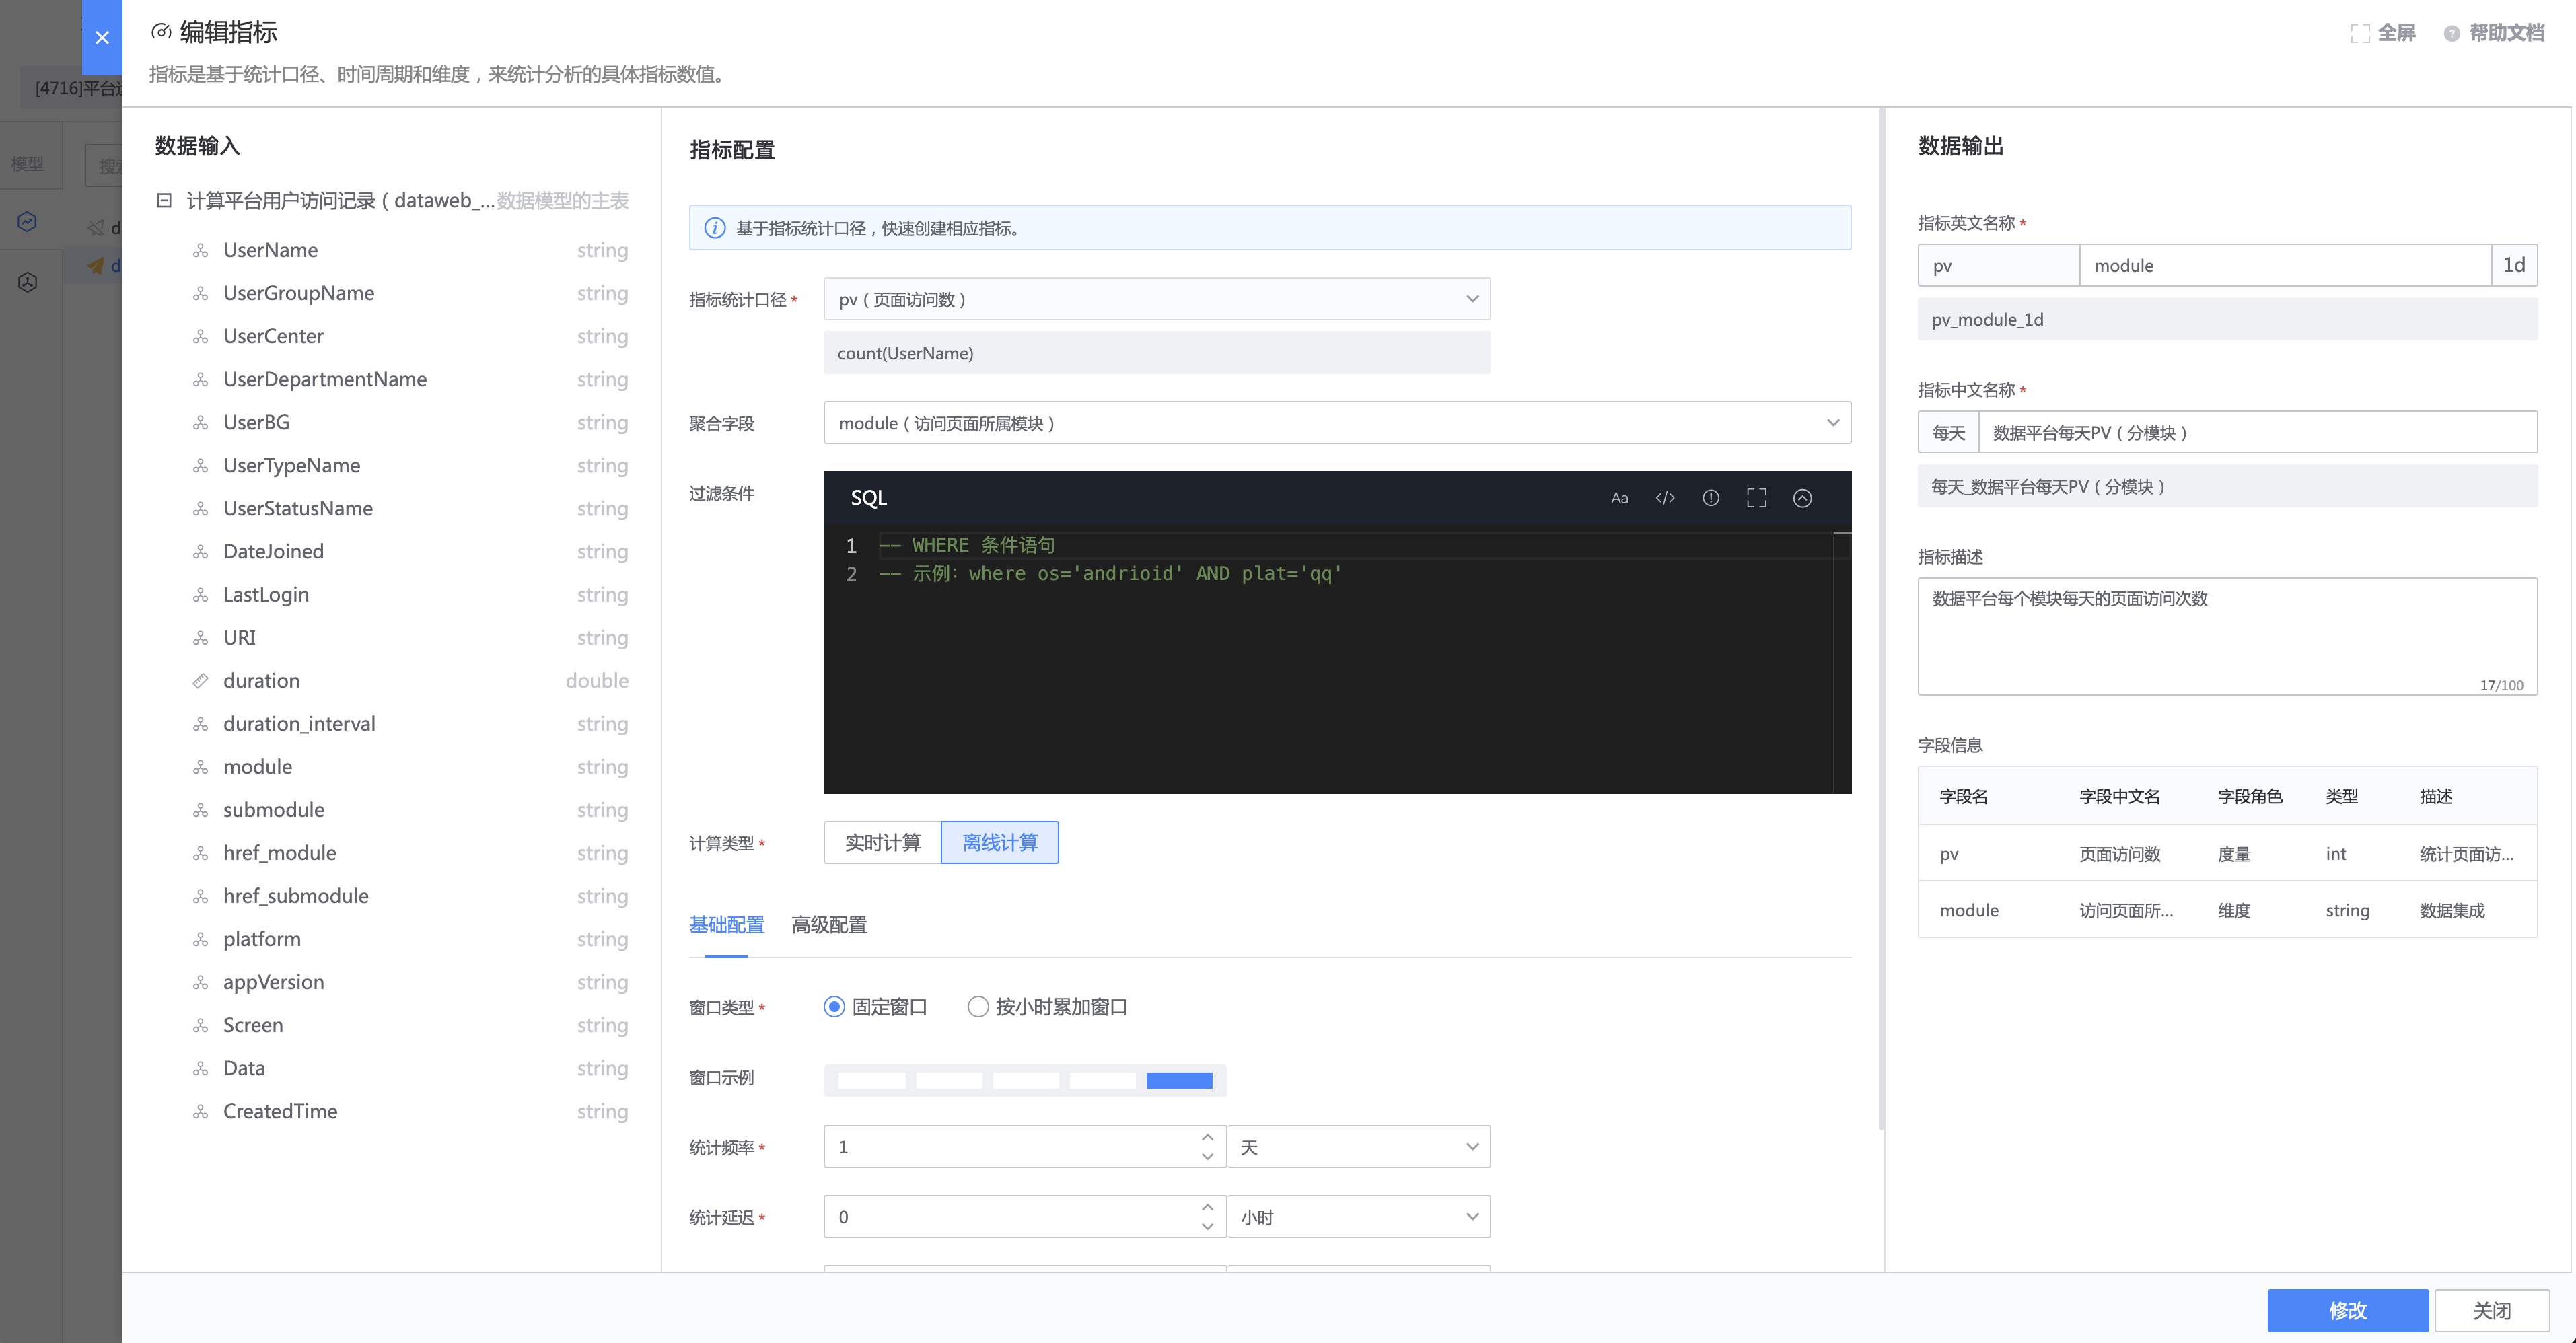 编辑指标
全屏
帮助文档
指标是基于统计口径、时间周期和维度，来统计分析的具体指标数值。
[4716]平台
模型
数据输入
计算平台用户访问记录（dataweb_... 数据模型的主表
UserName string
UserGroupName string
UserCenter string
UserDepartmentName string
UserBG string
UserTypeName string
UserStatusName string
DateJoined string
LastLogin string
URI string
duration double
duration_interval string
module string
submodule string
href_module string
href_submodule string
platform string
appVersion string
Screen string
Data string
CreatedTime string
指标配置
基于指标统计口径，快速创建相应指标。
指标统计口径 *
pv（页面访问数）
count(UserName)
聚合字段
module（访问页面所属模块）
过滤条件
SQL
Aa
1 -- WHERE 条件语句
2 -- 示例: where os='andrioid' AND plat='qq'
计算类型 *
实时计算 离线计算
基础配置 高级配置
窗口类型 *
固定窗口 按小时累加窗口
窗口示例
统计频率 *
1 天
统计延迟 *
0 小时
数据输出
指标英文名称 *
pv module 1d
pv_module_1d
指标中文名称 *
每天 数据平台每天PV（分模块）
每天_数据平台每天PV（分模块）
指标描述
数据平台每个模块每天的页面访问次数
17/100
字段信息
字段名 字段中文名 字段角色 类型 描述
pv 页面访问数 度量 int 统计页面访...
module 访问页面所... 维度 string 数据集成
修改 关闭